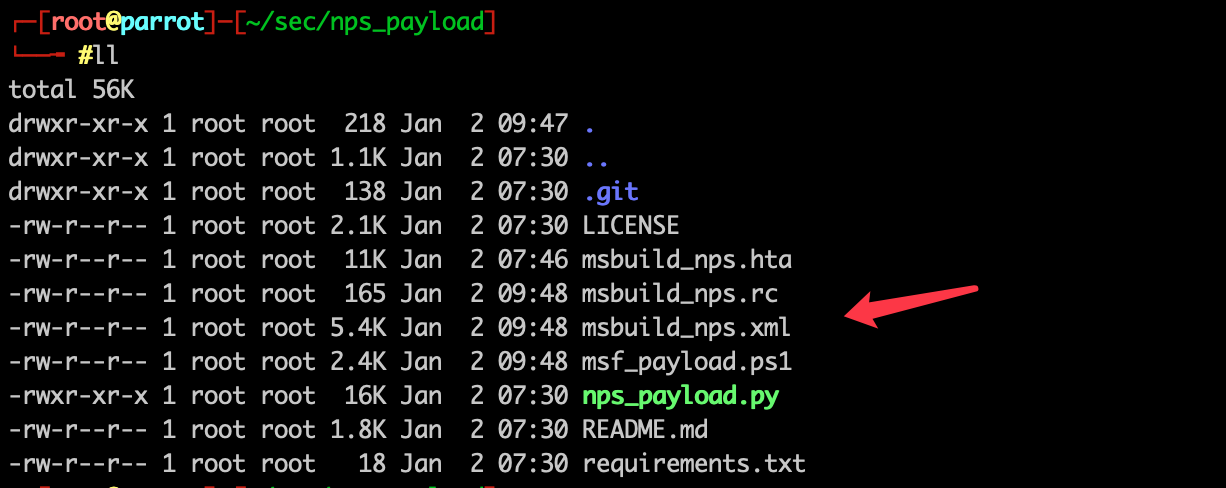 ┌─[root@parrot]─[~/sec/nps_payload]
└──╼ #ll
total 56K
drwxr-xr-x 1 root root  218 Jan  2 09:47 .
drwxr-xr-x 1 root root 1.1K Jan  2 07:30 ..
drwxr-xr-x 1 root root  138 Jan  2 07:30 .git
-rw-r--r-- 1 root root 2.1K Jan  2 07:30 LICENSE
-rw-r--r-- 1 root root  11K Jan  2 07:46 msbuild_nps.hta
-rw-r--r-- 1 root root  165 Jan  2 09:48 msbuild_nps.rc
-rw-r--r-- 1 root root 5.4K Jan  2 09:48 msbuild_nps.xml
-rw-r--r-- 1 root root 2.4K Jan  2 09:48 msf_payload.ps1
-rwxr-xr-x 1 root root  16K Jan  2 07:30 nps_payload.py
-rw-r--r-- 1 root root 1.8K Jan  2 07:30 README.md
-rw-r--r-- 1 root root   18 Jan  2 07:30 requirements.txt